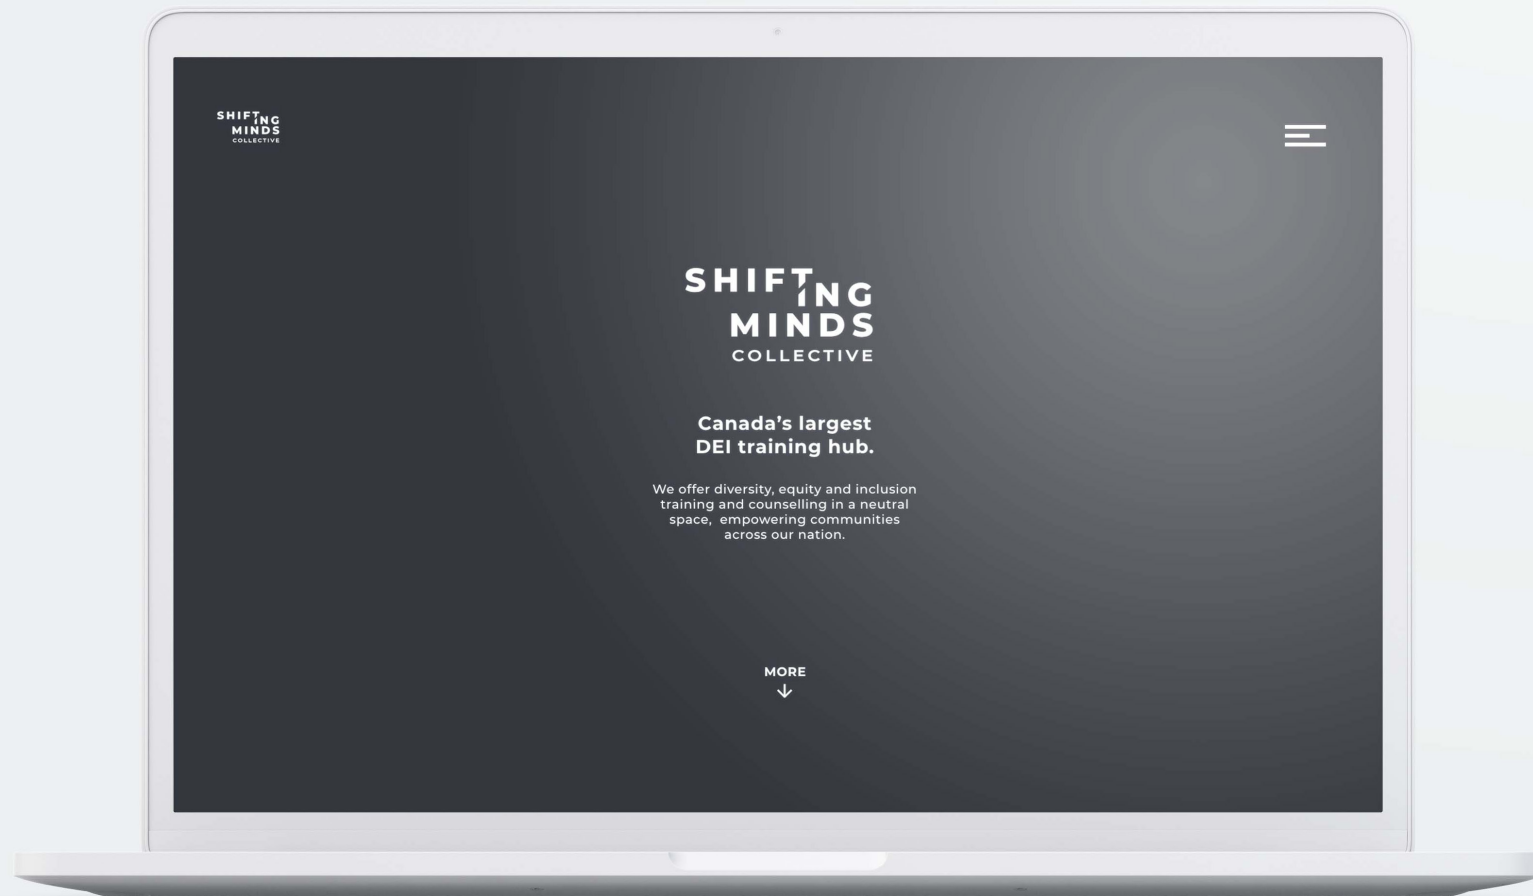 SHIFTING
MINDS
COLLECTIVE
SHIFTING
MINDS
COLLECTIVE
Canada’s largest
DEI training hub.
We offer diversity, equity and inclusion
training and counselling in a neutral
space,  empowering communities
across our nation.
MORE